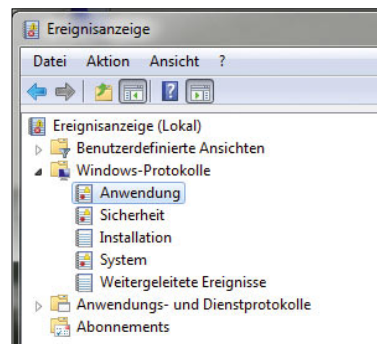 Ereignisanzeige
Datei Aktion Ansicht ?
Ereignisanzeige (Lokal)
Benutzerdefinierte Ansichten
Windows-Protokolle
Anwendung
Sicherheit
Installation
System
Weitergeleitete Ereignisse
Anwendungs- und Dienstprotokolle
Abonnements